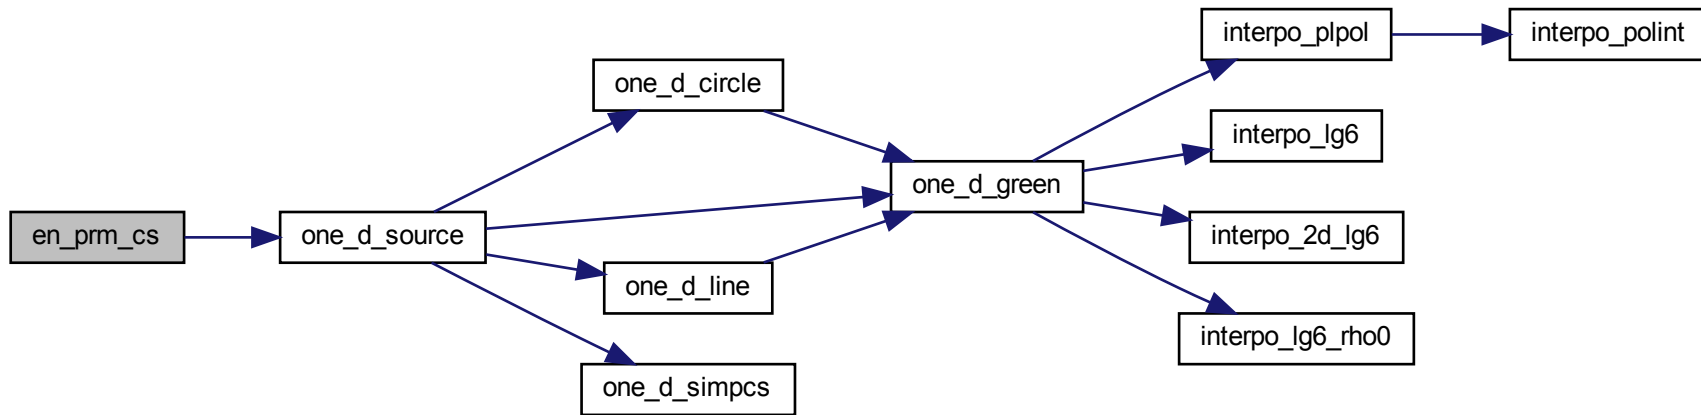 en_prm_cs
one_d_source
one_d_circle
one_d_line
one_d_simpcs
one_d_green
interpo_plpol
interpo_lg6
interpo_2d_lg6
interpo_lg6_rho0
interpo_polint